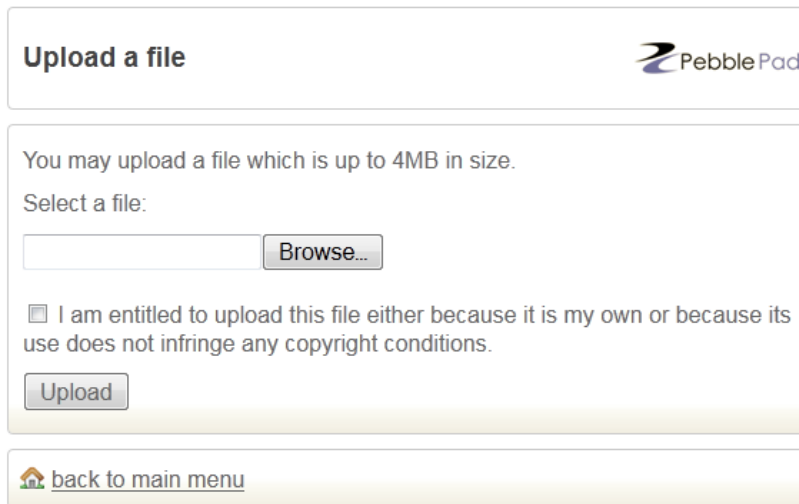 Upload a file
Pebble Pad
You may upload a file which is up to 4MB in size.
Select a file:
Browse...
I am entitled to upload this file either because it is my own or because its
use does not infringe any copyright conditions.
Upload
back to main menu